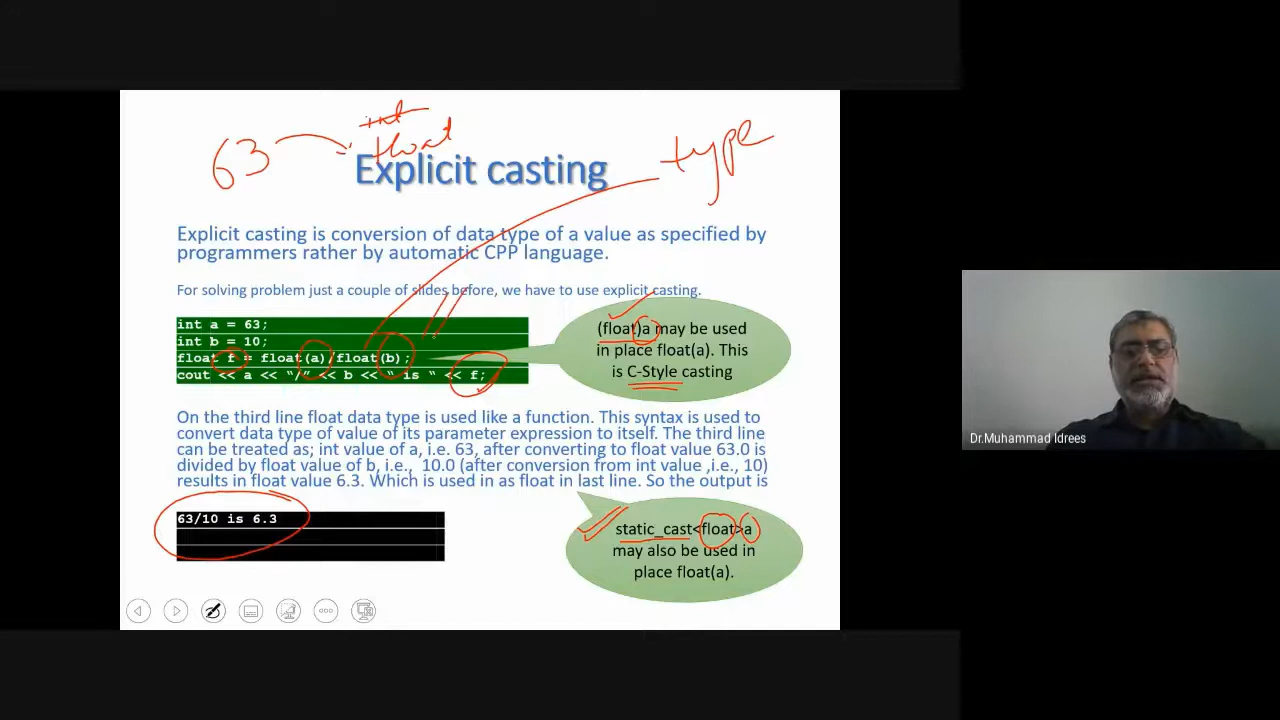 int
63 float
type
Explicit casting
Explicit casting is conversion of data type of a value as specified by
programmers rather by automatic CPP language.
For solving problem just a couple of slides before, we have to use explicit casting.
int a = 63;
int b = 10;
float f = float(a)/float(b);
cout << a << "/" << b << " is " << f;
(float)a may be used
in place float(a). This
is C-Style casting
On the third line float data type is used like a function. This syntax is used to
convert data type of value of its parameter expression to itself. The third line
can be treated as; int value of a, i.e. 63, after converting to float value 63.0 is
divided by float value of b, i.e., 10.0 (after conversion from int value ,i.e., 10)
results in float value 6.3. Which is used in as float in last line. So the output is
63/10 is 6.3
static_cast<float>a
may also be used in
place float(a).
Dr.Muhammad Idrees